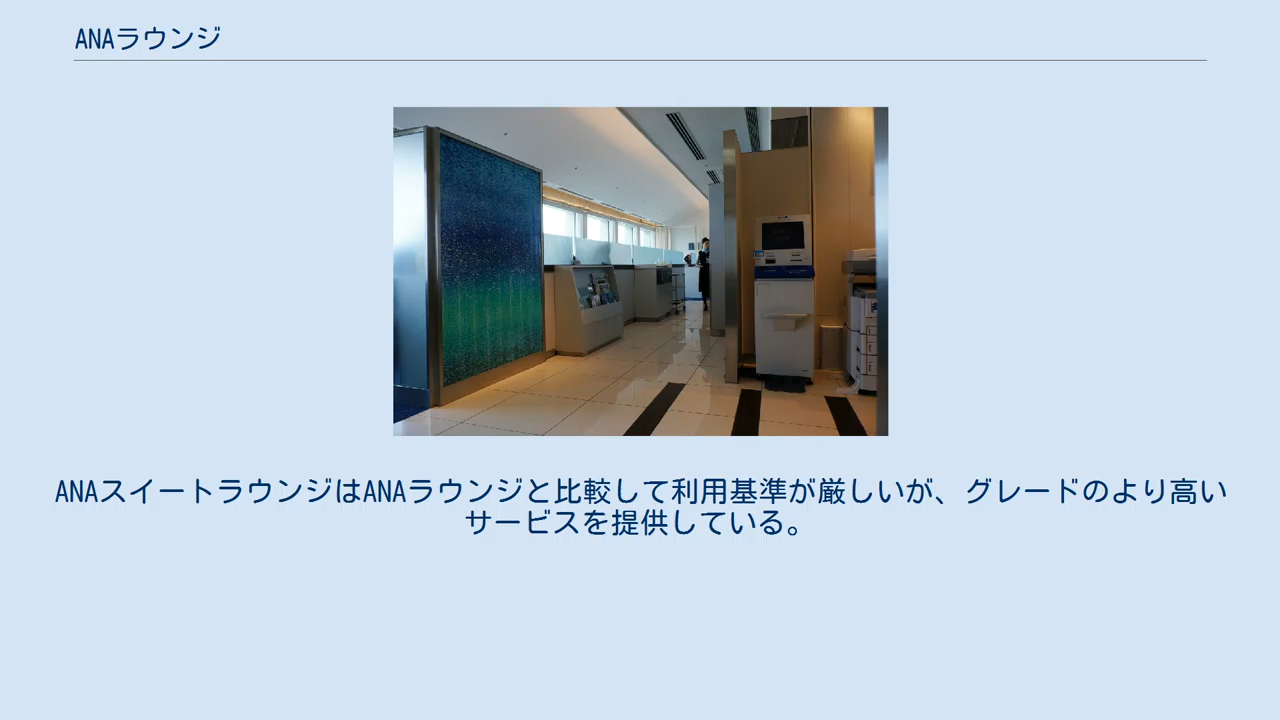 ANAラウンジ
ANAスイートラウンジはANAラウンジと比較して利用基準が厳しいが、グレードのより高い
サービスを提供している。